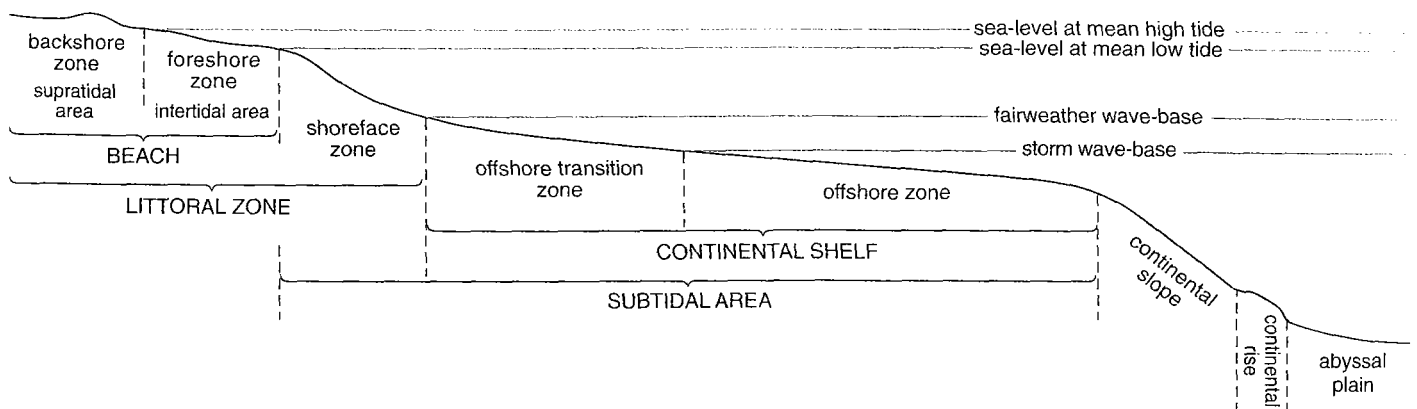 sea-level at mean high tide
sea-level at mean low tide
backshore
zone
supratidal
area
foreshore
zone
intertidal area
BEACH
shoreface
zone
LITTORAL ZONE
fairweather wave-base
storm wave-base
offshore transition
zone
offshore zone
CONTINENTAL SHELF
SUBTIDAL AREA
continental
slope
continental
rise
abyssal
plain